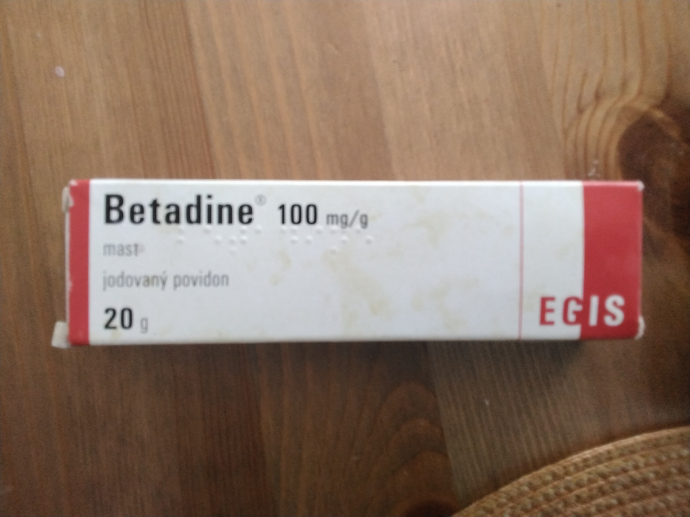 Betadine® 100 mg/g
mast
jodovaný povidon
20 g
EGIS